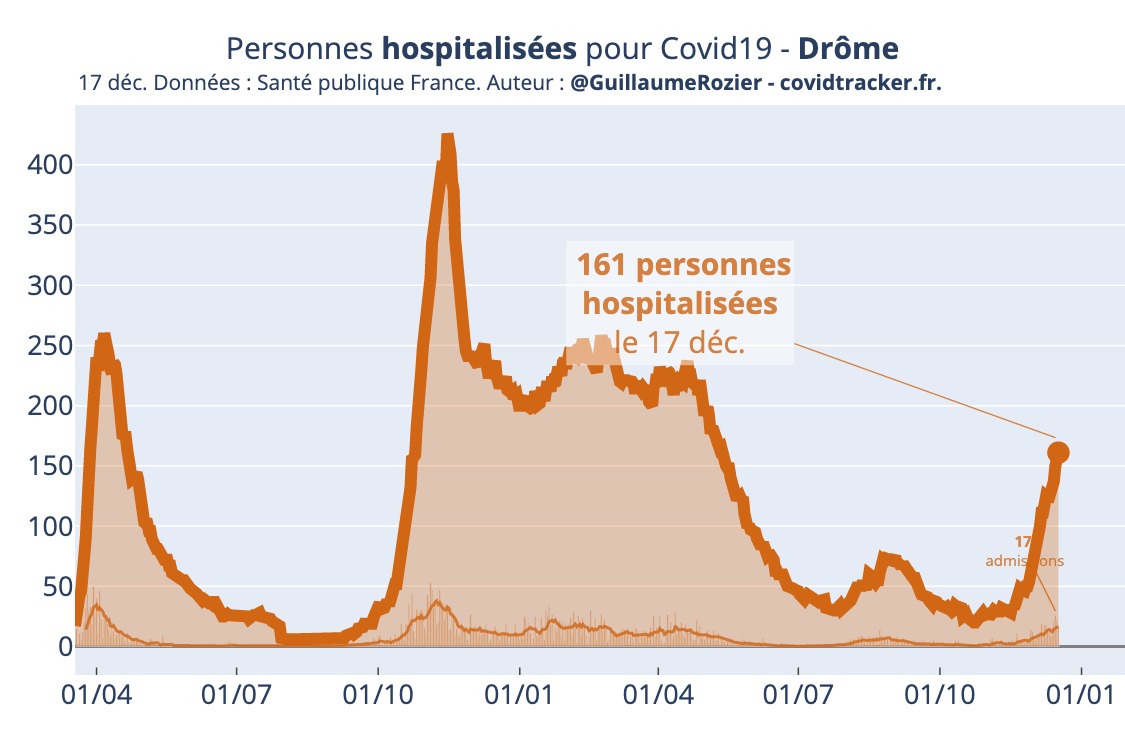 Personnes hospitalisées pour Covid19 - Drôme
17 déc. Données : Santé publique France. Auteur : @GuillaumeRozier - covidtracker.fr.
400
350
300
250
200
150
100
50
0
161 personnes
hospitalisées
le 17 déc.
17
admissions
01/04 01/07 01/10 01/01 01/04 01/07 01/10 01/01